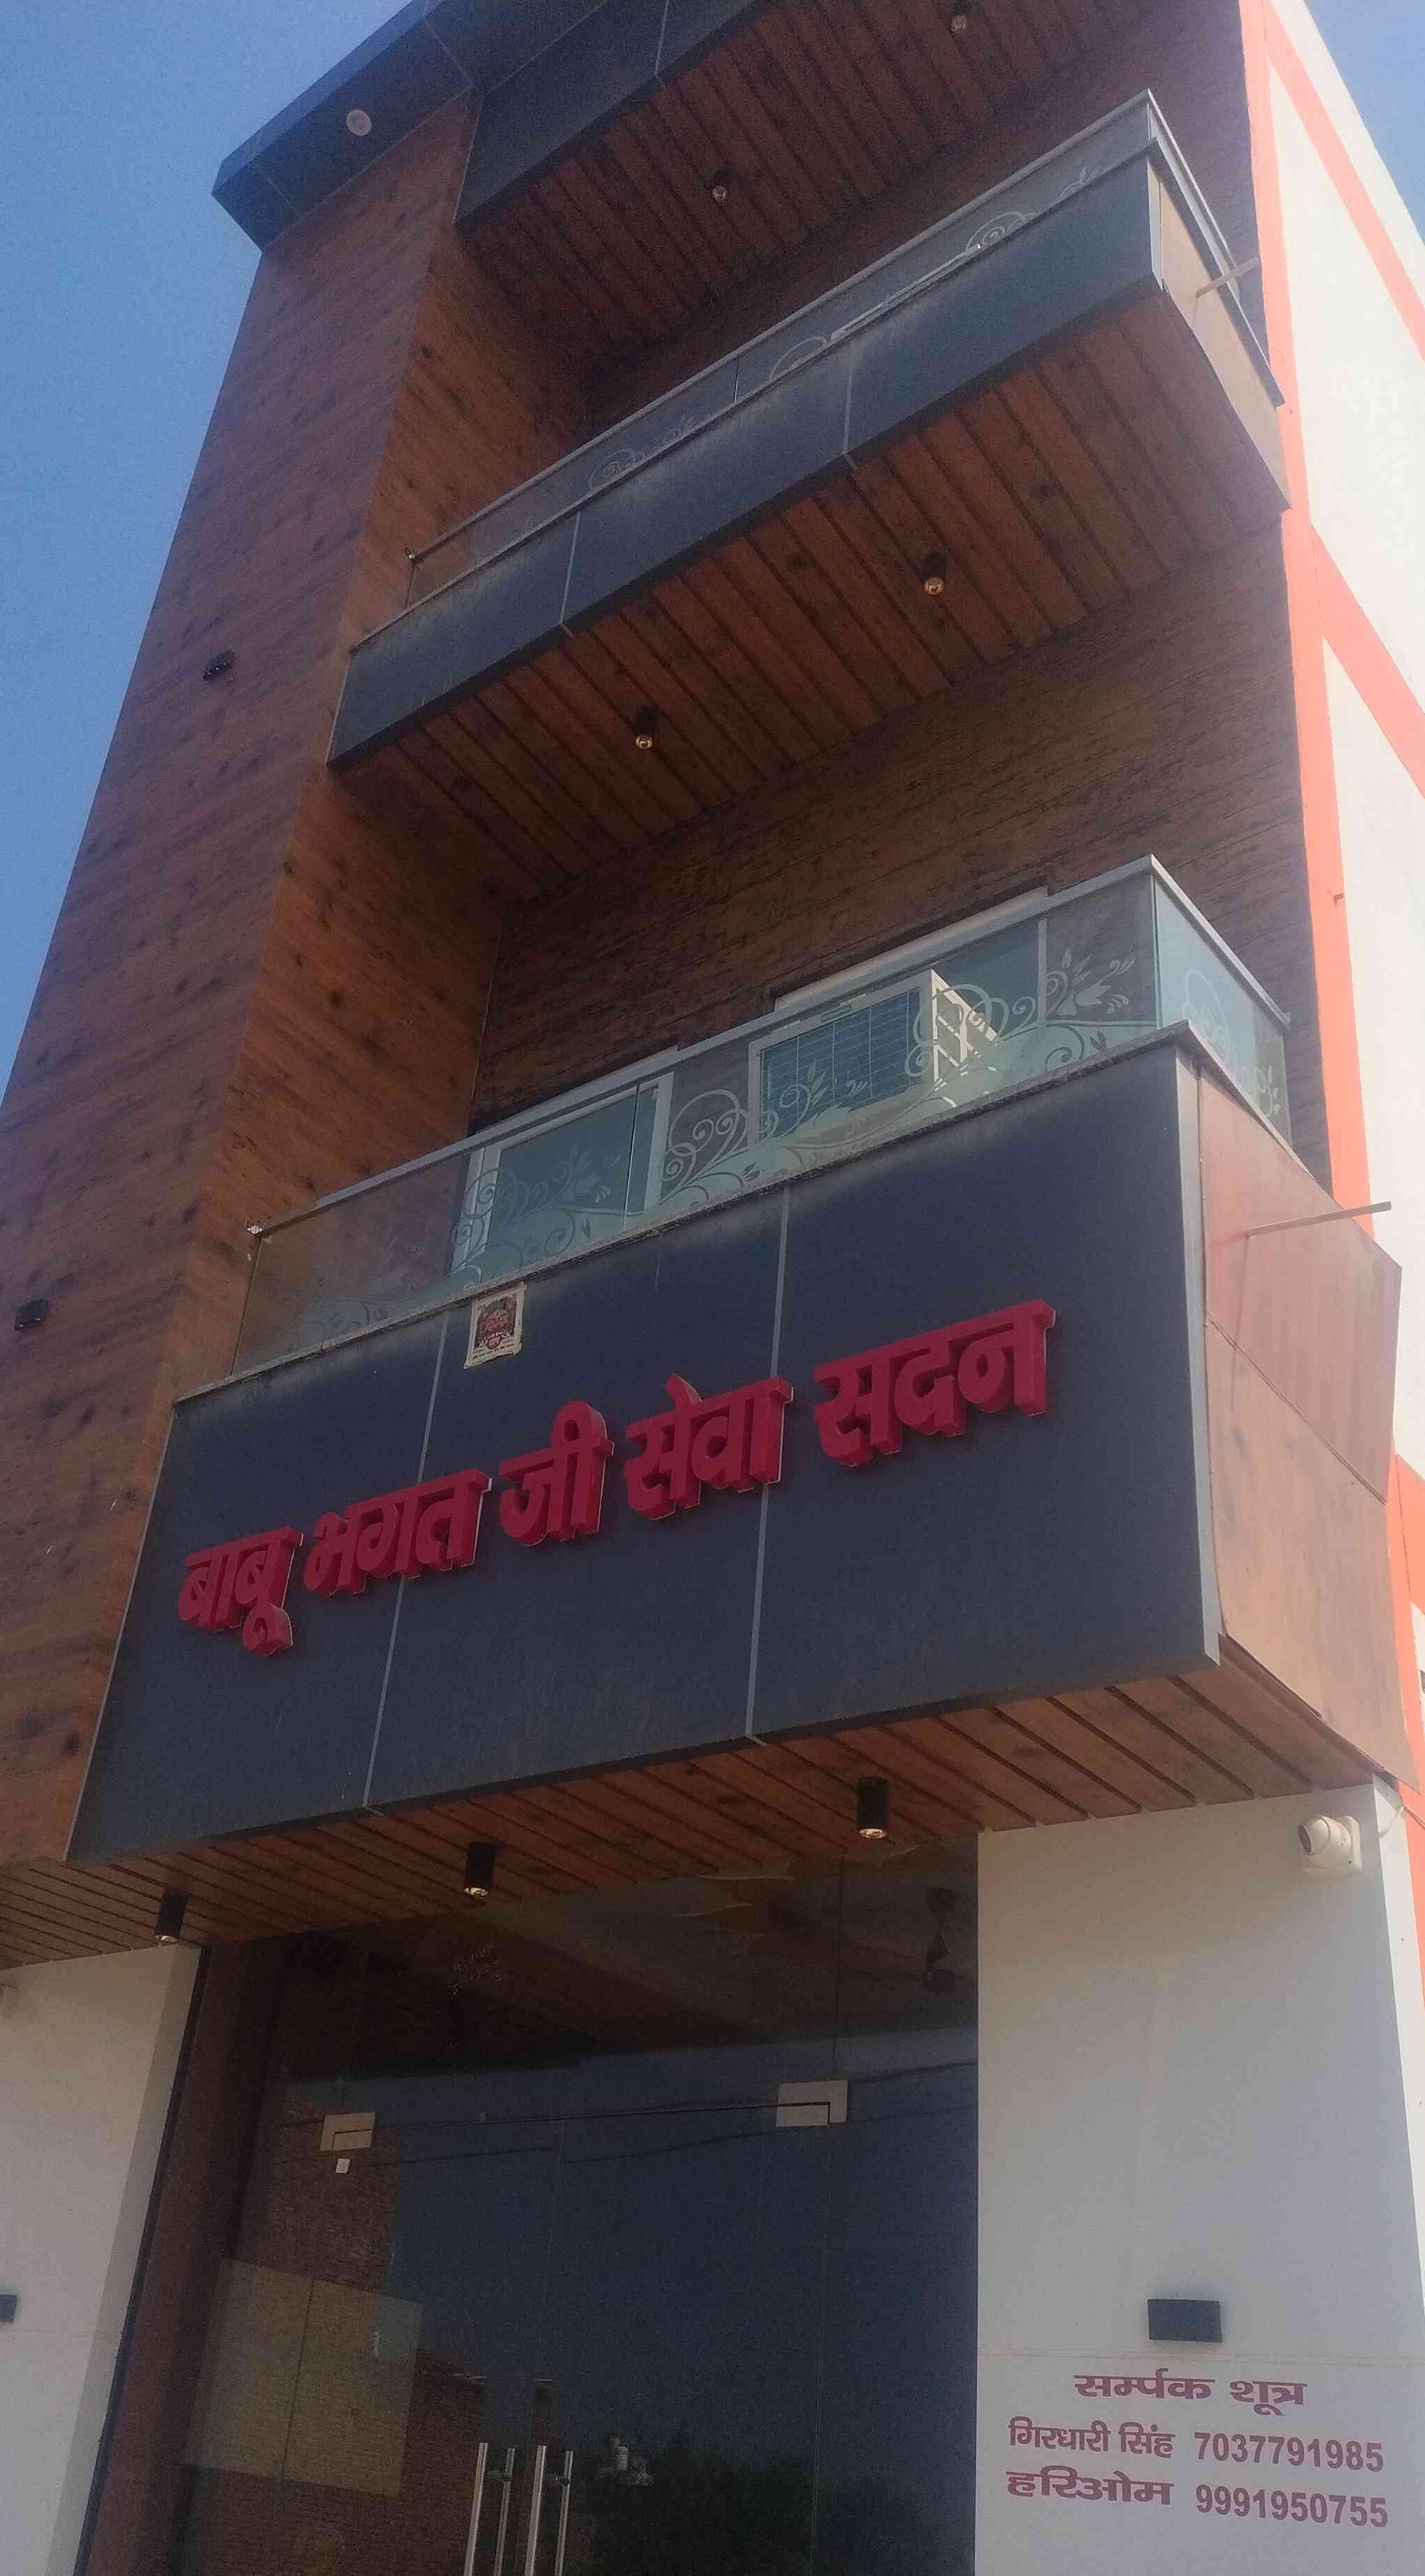 बाबू भगत जी सेवा सदन
सर्म्पक शूत्र
गिरधारी सिंह 7037791985
हरिओम 9991950755